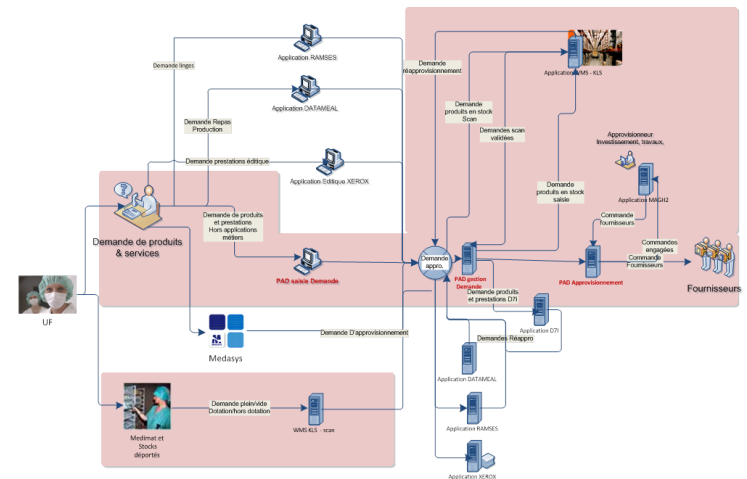 Application RAMSES
Demande linges
Application DATAMEAL
Demande Repas
Production
Demande prestations éditique
Application Editique XEROX
Demande de produits
& services
Demande de produits
et prestations
Hors applications
métiers
PAD saisie Demande
UF
Medasys
Demande D'approvisionnement
Medimat et
Stocks
déportés
Demande plein/vide
Dotation/hors dotation
WMS KLS - scan
Demande
réapprovisionnement
Application WMS - KLS
Demande
produits en stock
Scan
Demandes scan
validées
Demande
produits en stock
saisie
Approvisionneur
Investissement, travaux,
Application MAGH2
Commande
fournisseurs
Commandes
engagées
Commande
Fournisseurs
Demande
appro.
PAD gestion
Demande
PAD Approvisionnement
Fournisseurs
Demande produits
et prestations D7I
Application D7I
Demandes Réappro
Application DATAMEAL
Application RAMSES
Application XEROX